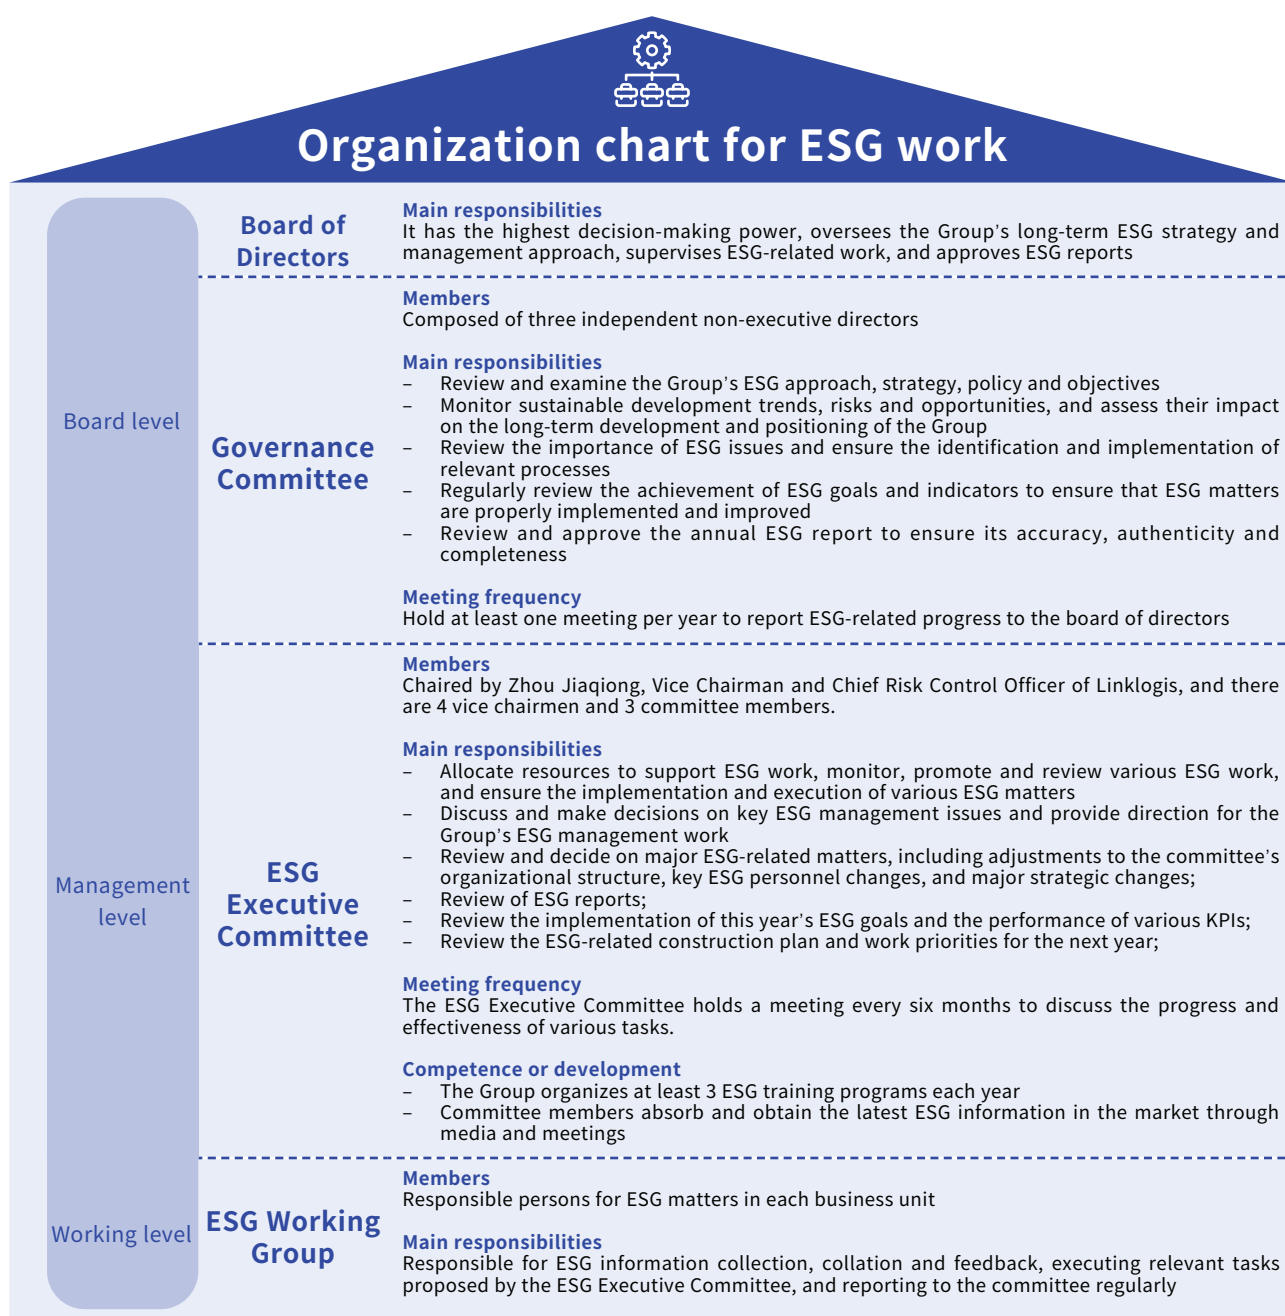 Organization chart for ESG work
Board level
Board of
Directors
Main responsibilities
It has the highest decision-making power, oversees the Group's long-term ESG strategy and
management approach, supervises ESG-related work, and approves ESG reports
Governance
Committee
Members
Composed of three independent non-executive directors
Main responsibilities
– Review and examine the Group's ESG approach, strategy, policy and objectives
– Monitor sustainable development trends, risks and opportunities, and assess their impact
on the long-term development and positioning of the Group
– Review the importance of ESG issues and ensure the identification and implementation of
relevant processes
– Regularly review the achievement of ESG goals and indicators to ensure that ESG matters
are properly implemented and improved
– Review and approve the annual ESG report to ensure its accuracy, authenticity and
completeness
Meeting frequency
Hold at least one meeting per year to report ESG-related progress to the board of directors
Management
level
ESG
Executive
Committee
Members
Chaired by Zhou Jiaqiong, Vice Chairman and Chief Risk Control Officer of Linklogis, and there
are 4 vice chairmen and 3 committee members.
Main responsibilities
– Allocate resources to support ESG work, monitor, promote and review various ESG work,
and ensure the implementation and execution of various ESG matters
– Discuss and make decisions on key ESG management issues and provide direction for the
Group's ESG management work
– Review and decide on major ESG-related matters, including adjustments to the committee's
organizational structure, key ESG personnel changes, and major strategic changes;
– Review of ESG reports;
– Review the implementation of this year's ESG goals and the performance of various KPIs;
– Review the ESG-related construction plan and work priorities for the next year;
Meeting frequency
The ESG Executive Committee holds a meeting every six months to discuss the progress and
effectiveness of various tasks.
Competence or development
– The Group organizes at least 3 ESG training programs each year
– Committee members absorb and obtain the latest ESG information in the market through
media and meetings
Working level
ESG Working
Group
Members
Responsible persons for ESG matters in each business unit
Main responsibilities
Responsible for ESG information collection, collation and feedback, executing relevant tasks
proposed by the ESG Executive Committee, and reporting to the committee regularly